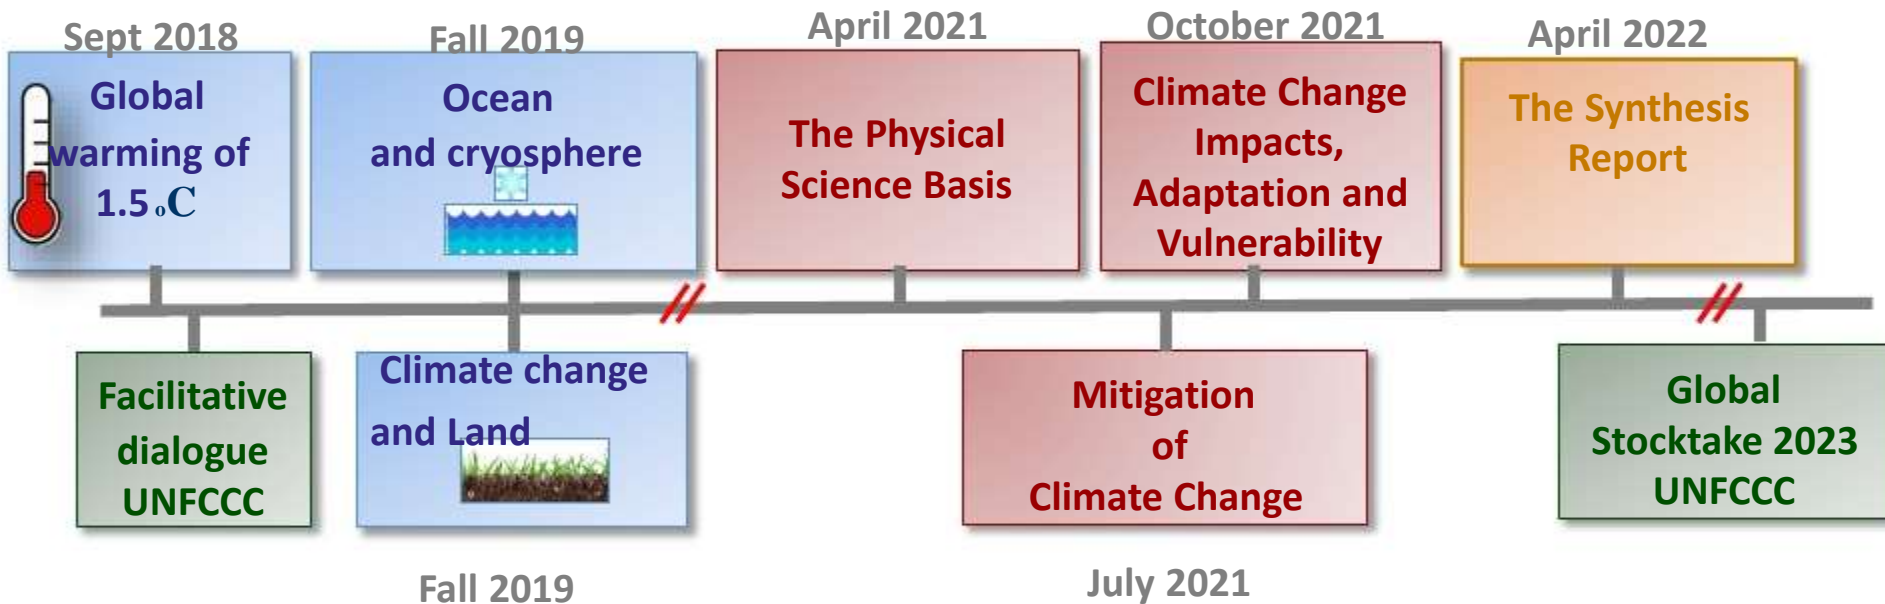 Sept 2018
Global
warming of
1.5 oC
Fall 2019
Ocean
and cryosphere
April 2021
The Physical
Science Basis
October 2021
Climate Change
Impacts,
Adaptation and
Vulnerability
April 2022
The Synthesis
Report
Facilitative
dialogue
UNFCCC
Climate change
and Land
Fall 2019
Mitigation
of
Climate Change
July 2021
Global
Stocktake 2023
UNFCCC